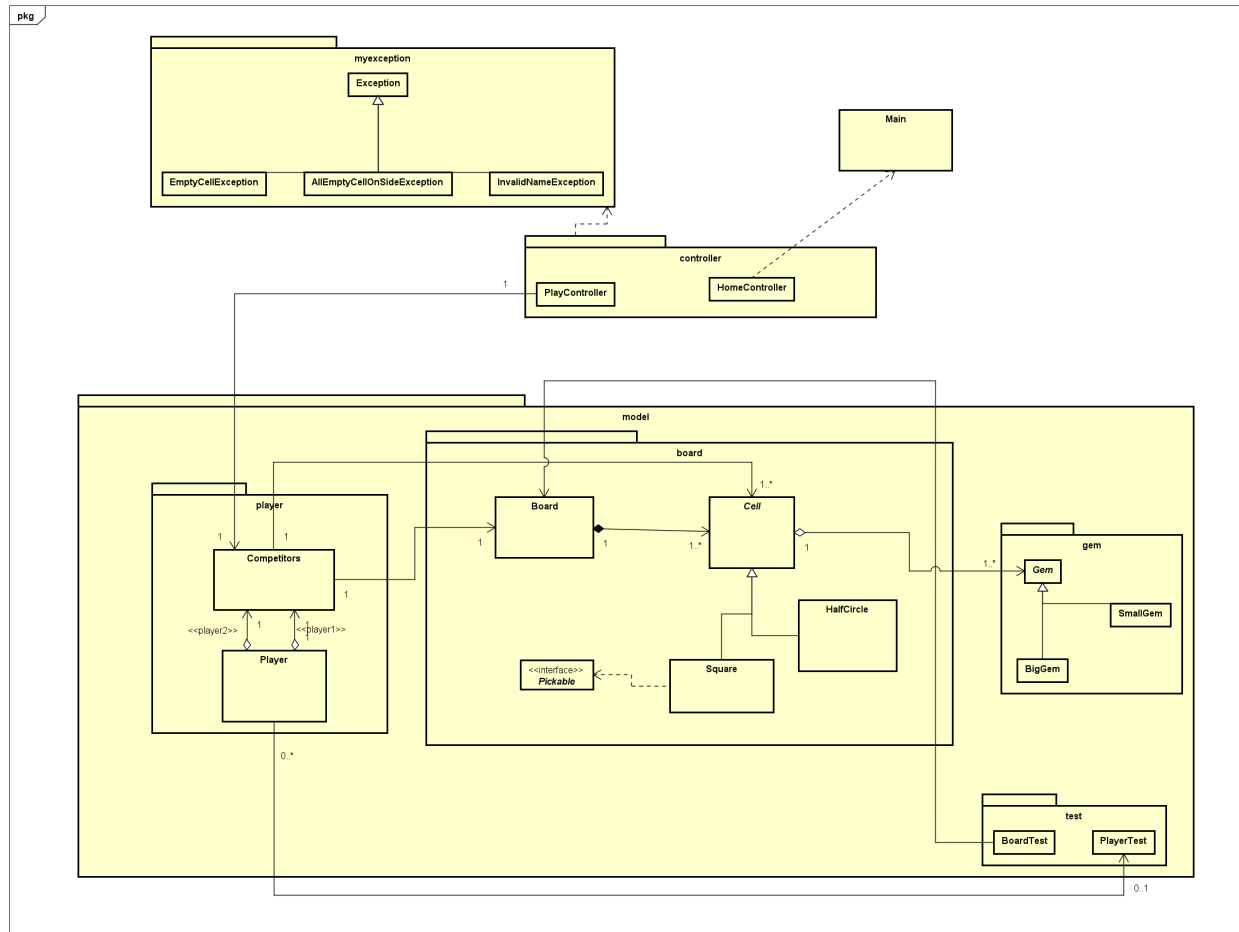 pkg
myexception
Exception
EmptyCellException
AllEmptyCellOnSideException
InvalidNameException
Main
controller
PlayController
HomeController
1
model
board
player
1
1
Competitors
1
Board
1
1
1..*
Cell
1..*
1
gem
1..*
Gem
SmallGem
BigGem
<<player2>>
1
<<player1>>
1
Player
HalfCircle
<<interface>>
Pickable
Square
0..*
test
BoardTest
PlayerTest
0..1